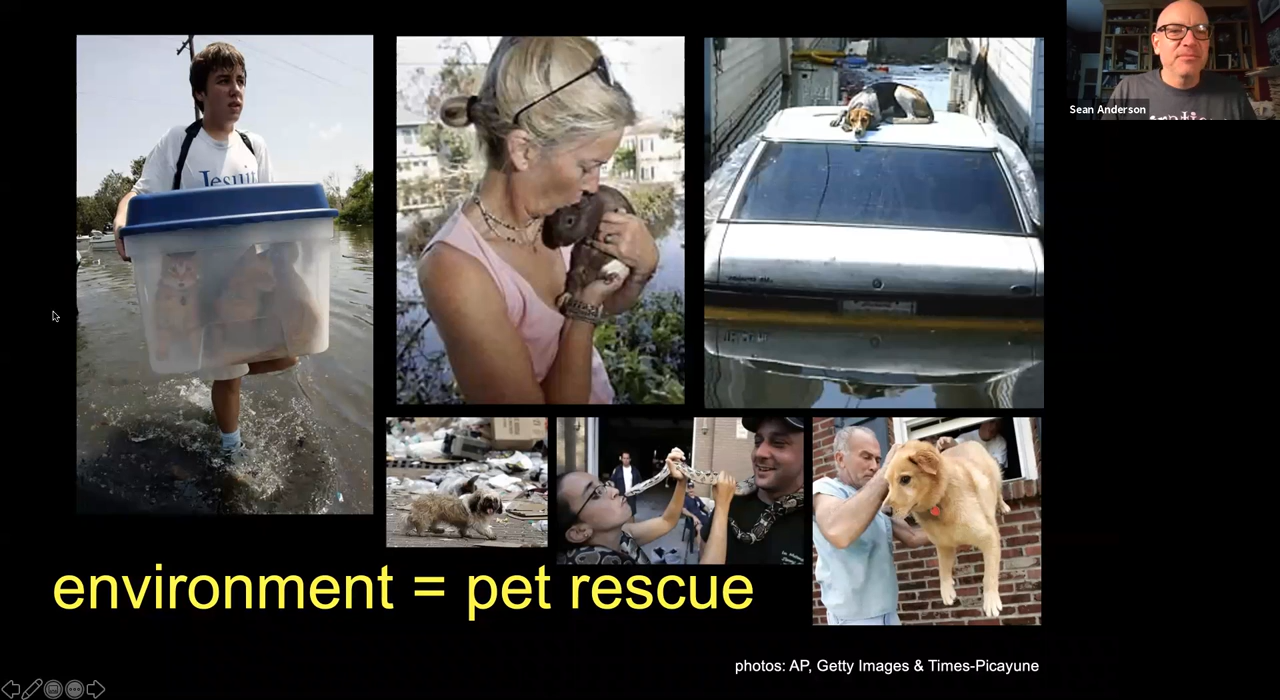 Sean Anderson
Jesuit
environment = pet rescue
photos: AP, Getty Images & Times-Picayune